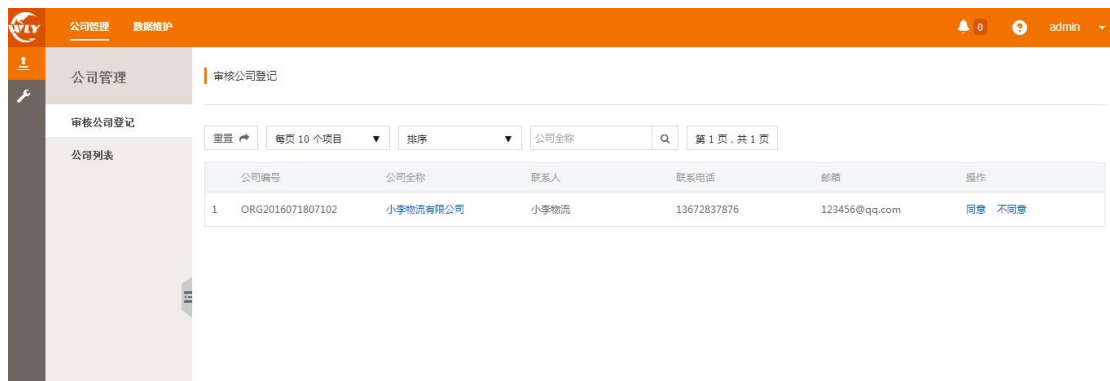 WLY 公司管理 数据维护 0 ? admin
公司管理
审核公司登记
审核公司登记
公司列表
重置 每页 10 个项目 ▼ 排序 ▼ 公司全称 第 1 页 , 共 1 页
公司编号 公司全称 联系人 联系电话 邮箱 操作
1 ORG2016071807102 小李物流有限公司 小李物流 13672837876 123456@qq.com 同意 不同意